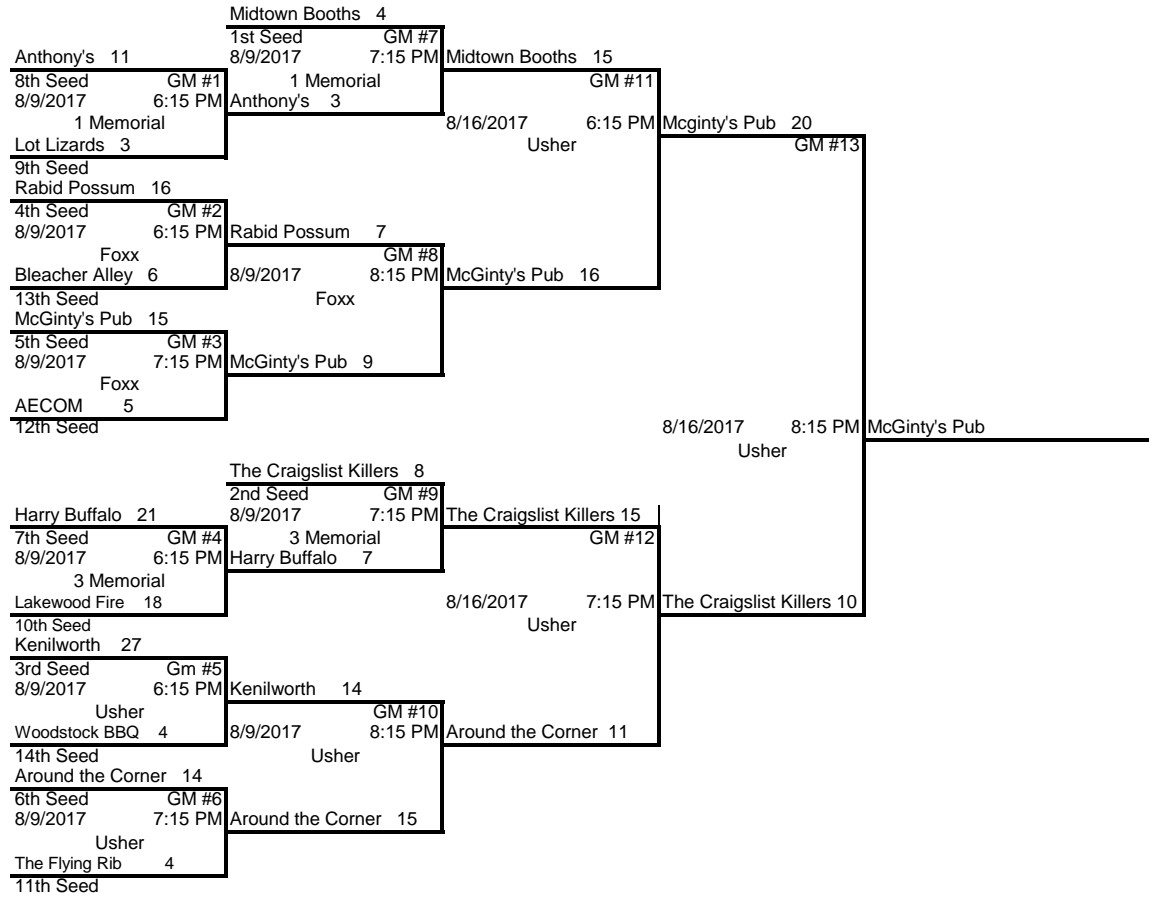 Midtown Booths 4
1st Seed GM #7
Anthony's 11 8/9/2017 7:15 PM Midtown Booths 15
8th Seed GM #1 1 Memorial GM #11
8/9/2017 6:15 PM Anthony's 3
1 Memorial 8/16/2017 6:15 PM Mcginty's Pub 20
Lot Lizards 3 Usher GM #13
9th Seed
Rabid Possum 16
4th Seed GM #2
8/9/2017 6:15 PM Rabid Possum 7
Foxx GM #8
Bleacher Alley 6 8/9/2017 8:15 PM McGinty's Pub 16
13th Seed Foxx
McGinty's Pub 15
5th Seed GM #3
8/9/2017 7:15 PM McGinty's Pub 9
Foxx
AECOM 5
12th Seed 8/16/2017 8:15 PM McGinty's Pub
Usher
The Craigslist Killers 8
2nd Seed GM #9
Harry Buffalo 21 8/9/2017 7:15 PM The Craigslist Killers 15
7th Seed GM #4 3 Memorial GM #12
8/9/2017 6:15 PM Harry Buffalo 7
3 Memorial
Lakewood Fire 18 8/16/2017 7:15 PM The Craigslist Killers 10
10th Seed Usher
Kenilworth 27
3rd Seed Gm #5
8/9/2017 6:15 PM Kenilworth 14
Usher GM #10
Woodstock BBQ 4 8/9/2017 8:15 PM Around the Corner 11
14th Seed Usher
Around the Corner 14
6th Seed GM #6
8/9/2017 7:15 PM Around the Corner 15
Usher
The Flying Rib 4
11th Seed